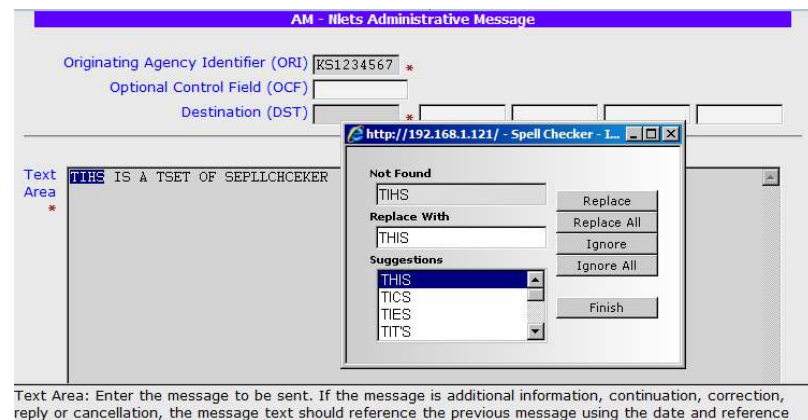 AM - Nlets Administrative Message
Originating Agency Identifier (ORI) KS1234567 *
Optional Control Field (OCF)
Destination (DST) *
http://192.168.1.121/ - Spell Checker - I...
Text Area * TIHS IS A TSET OF SEPLLCHCEKER
Not Found
TIHS
Replace With
THIS
Suggestions
THIS
TICS
TIES
TIT'S
Replace
Replace All
Ignore
Ignore All
Finish
Text Area: Enter the message to be sent. If the message is additional information, continuation, correction,
reply or cancellation, the message text should reference the previous message using the date and reference